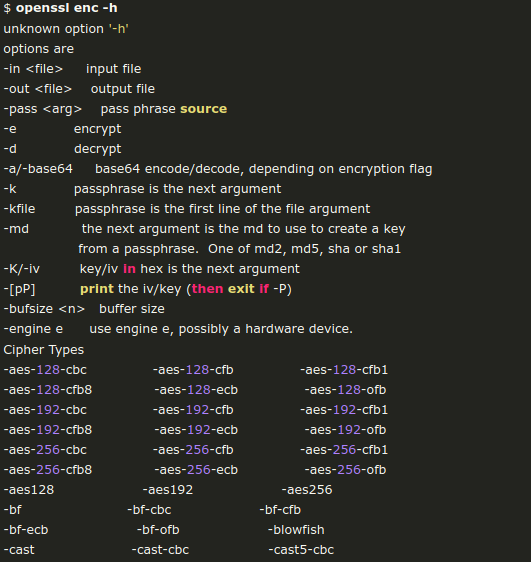 $ openssl enc –h
unknown option '-h'
options are
-in <file> input file
-out <file> output file
-pass <arg> pass phrase source
-e encrypt
-d decrypt
-a/-base64 base64 encode/decode, depending on encryption flag
-k passphrase is the next argument
-kfile passphrase is the first line of the file argument
-md the next argument is the md to use to create a key
from a passphrase. One of md2, md5, sha or sha1
-K/-iv key/iv in hex is the next argument
-[pP] print the iv/key (then exit if -P)
-bufsize <n> buffer size
-engine e use engine e, possibly a hardware device.
Cipher Types
-aes-128-cbc -aes-128-cfb -aes-128-cfb1
-aes-128-cfb8 -aes-128-ecb -aes-128-ofb
-aes-192-cbc -aes-192-cfb -aes-192-cfb1
-aes-192-cfb8 -aes-192-ecb -aes-192-ofb
-aes-256-cbc -aes-256-cfb -aes-256-cfb1
-aes-256-cfb8 -aes-256-ecb -aes-256-ofb
-aes128 -aes192 -aes256
-bf -bf-cbc -bf-cfb
-bf-ecb -bf-ofb -blowfish
-cast -cast-cbc -cast5-cbc